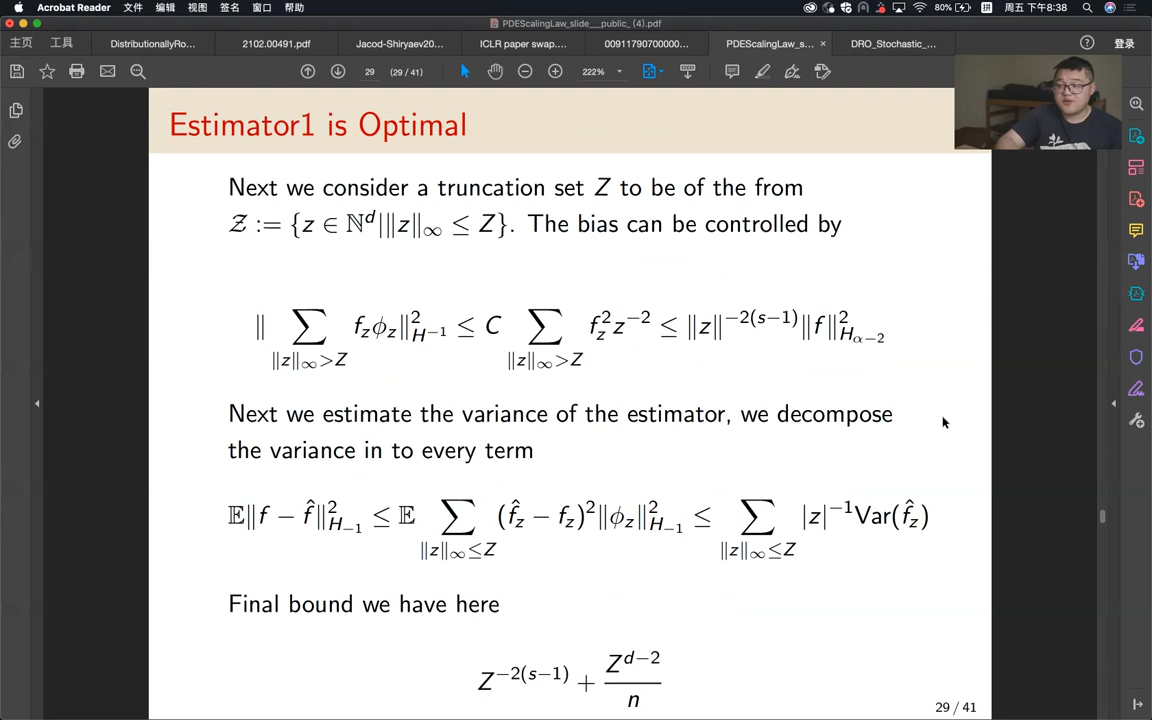 Acrobat Reader 文件 编辑 视图 签名 窗口 帮助 80% 拼 周五 下午8:38
PDEScalingLaw_slide__public_ (4).pdf
主页 工具 DistributionallyRo... 2102.00491.pdf Jacod-Shiryaev20... ICLR paper swap.... 00911790700000... PDEScalingLaw_s... × DRO_Stochastic_... 登录
29 (29 / 41) 222%
Estimator1 is Optimal
Next we consider a truncation set Z to be of the from
𝒵 := {z ∈ ℕ^d|‖z‖_∞ ≤ Z}. The bias can be controlled by
‖ ∑_{‖z‖_∞>Z} f_z ϕ_z‖²_{H^{−1}} ≤ C ∑_{‖z‖_∞>Z} f_z² z^{−2} ≤ ‖z‖^{−2(s−1)}‖f‖²_{H_{α−2}}
Next we estimate the variance of the estimator, we decompose
the variance in to every term
𝔼‖f − f̂‖²_{H_{−1}} ≤ 𝔼 ∑_{‖z‖_∞≤Z} (f̂_z − f_z)²‖ϕ_z‖²_{H_{−1}} ≤ ∑_{‖z‖_∞≤Z} |z|^{−1}Var(f̂_z)
Final bound we have here
Z^{−2(s−1)} + Z^{d−2}/n
29 / 41